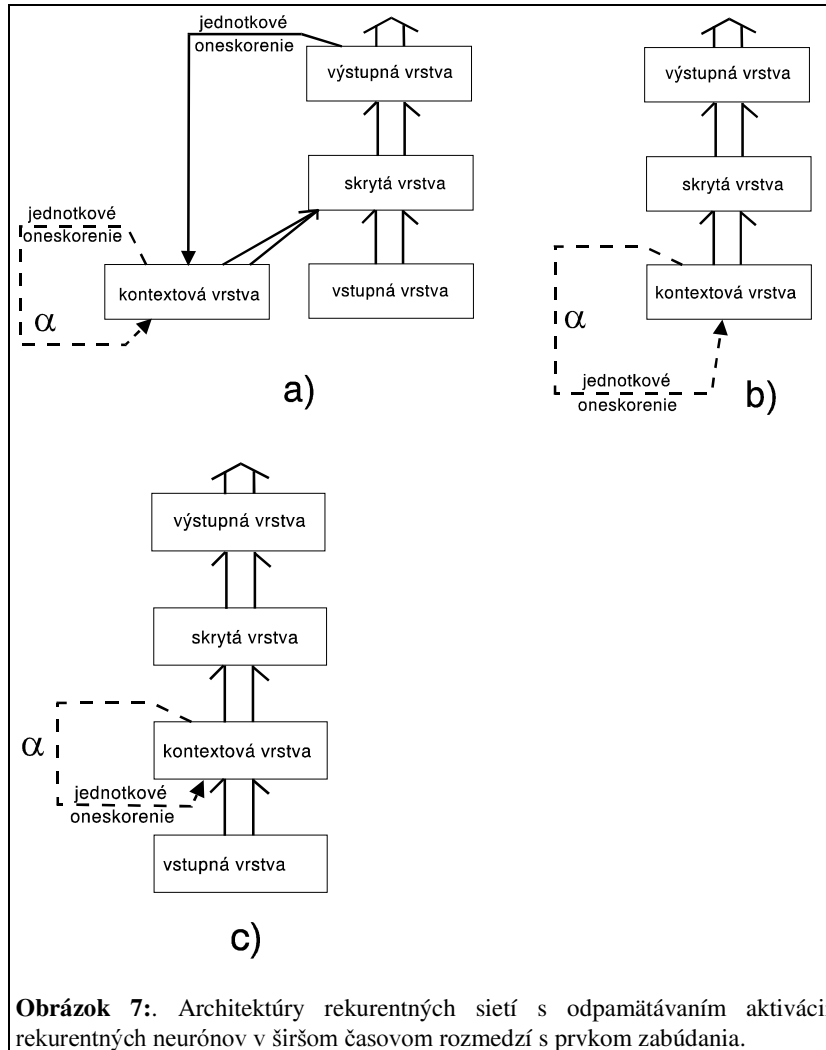 jednotkové
oneskorenie
výstupná vrstva
skrytá vrstva
jednotkové
oneskorenie
kontextová vrstva
vstupná vrstva
α
a)
výstupná vrstva
skrytá vrstva
kontextová vrstva
α
jednotkové
oneskorenie
b)
výstupná vrstva
skrytá vrstva
α
kontextová vrstva
jednotkové
oneskorenie
vstupná vrstva
c)
Obrázok 7:. Architektúry rekurentných sietí s odpamätávaním aktivácií
rekurentných neurónov v širšom časovom rozmedzí s prvkom zabúdania.